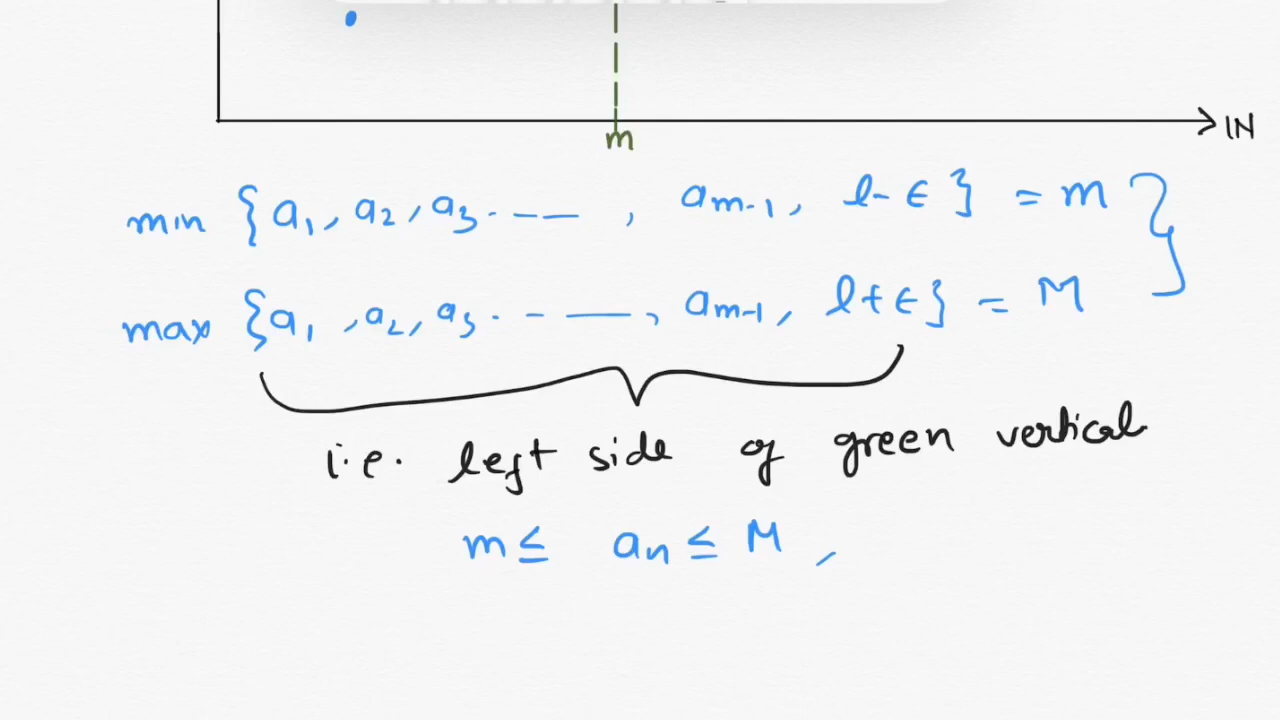 IN
m
min {a₁, a₂, a₃. -- — , aₘ₋₁, l-ϵ} = m
max {a₁, a₂, a₃. - —, aₘ₋₁, l+ϵ} = M
i.e. left side of green vertical
m ≤ aₙ ≤ M ,